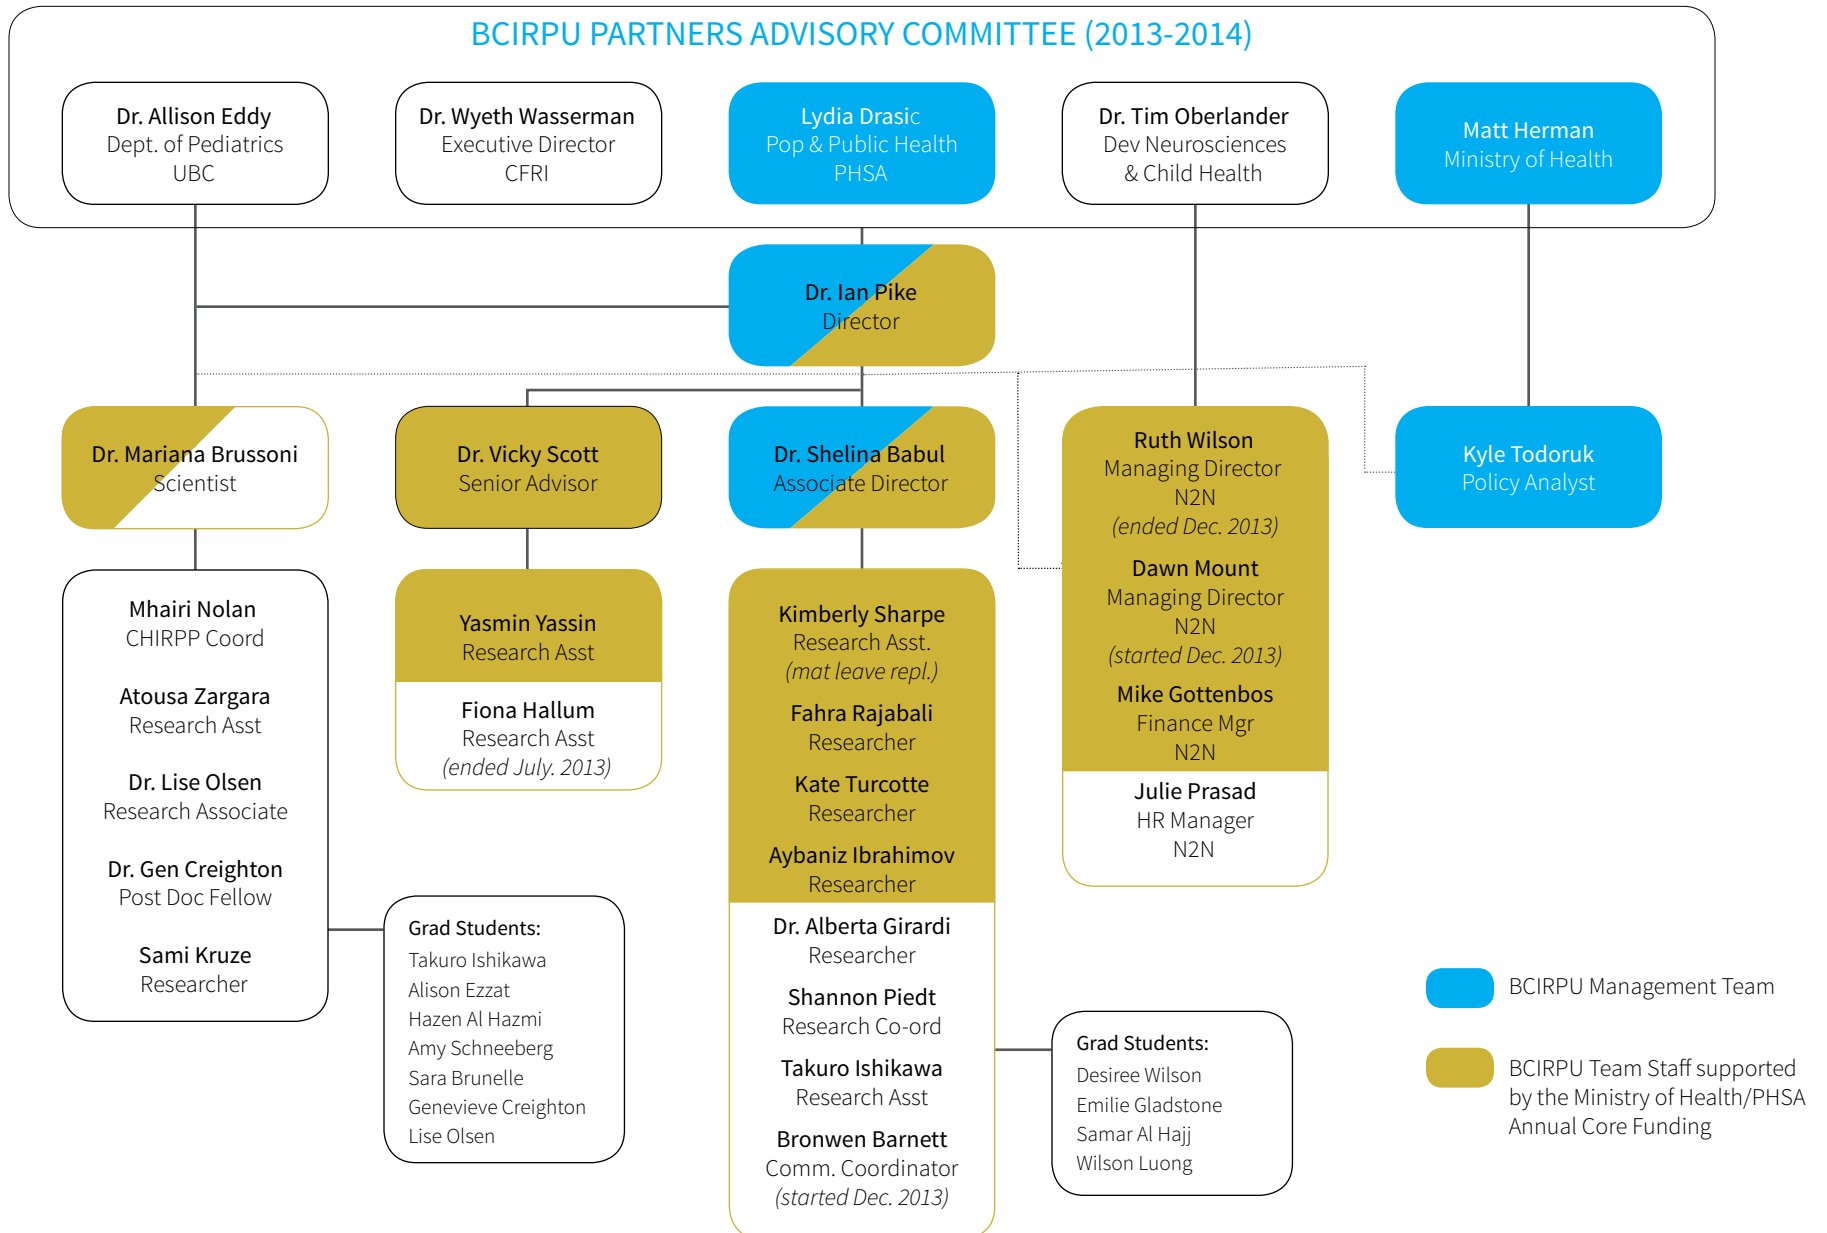 BCIRPU PARTNERS ADVISORY COMMITTEE (2013-2014)
Dr. Allison Eddy
Dept. of Pediatrics
UBC
Dr. Wyeth Wasserman
Executive Director
CFRI
Lydia Drasic
Pop & Public Health
PHSA
Dr. Tim Oberlander
Dev Neurosciences
& Child Health
Matt Herman
Ministry of Health
Dr. Ian Pike
Director
Dr. Mariana Brussoni
Scientist
Dr. Vicky Scott
Senior Advisor
Dr. Shelina Babul
Associate Director
Ruth Wilson
Managing Director
N2N
(ended Dec. 2013)
Dawn Mount
Managing Director
N2N
(started Dec. 2013)
Mike Gottenbos
Finance Mgr
N2N
Julie Prasad
HR Manager
N2N
Kyle Todoruk
Policy Analyst
Mhairi Nolan
CHIRPP Coord
Atousa Zargara
Research Asst
Dr. Lise Olsen
Research Associate
Dr. Gen Creighton
Post Doc Fellow
Sami Kruze
Researcher
Grad Students:
Takuro Ishikawa
Alison Ezzat
Hazen Al Hazmi
Amy Schneeberg
Sara Brunelle
Genevieve Creighton
Lise Olsen
Yasmin Yassin
Research Asst
Fiona Hallum
Research Asst
(ended July. 2013)
Kimberly Sharpe
Research Asst.
(mat leave repl.)
Fahra Rajabali
Researcher
Kate Turcotte
Researcher
Aybaniz Ibrahimov
Researcher
Dr. Alberta Girardi
Researcher
Shannon Piedt
Research Co-ord
Takuro Ishikawa
Research Asst
Bronwen Barnett
Comm. Coordinator
(started Dec. 2013)
Grad Students:
Desiree Wilson
Emilie Gladstone
Samar Al Hajj
Wilson Luong
BCIRPU Management Team
BCIRPU Team Staff supported
by the Ministry of Health/PHSA
Annual Core Funding